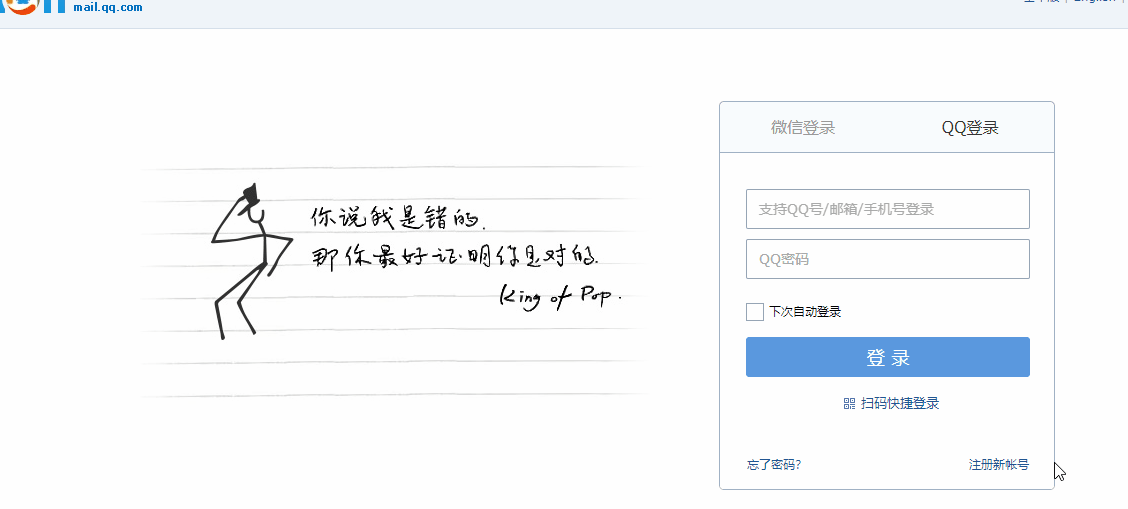 mail.qq.com
English
微信登录
QQ登录
你说我是错的.
那你最好证明你是对的.
King of Pop.
支持QQ号/邮箱/手机号登录
QQ密码
下次自动登录
登 录
扫码快捷登录
忘了密码?
注册新帐号